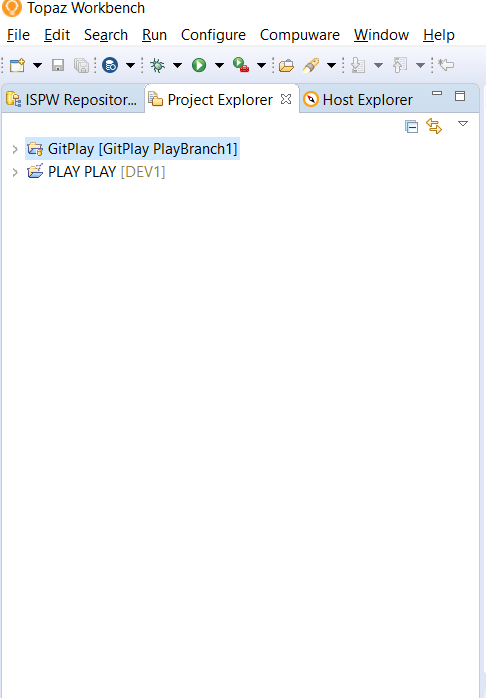 Topaz Workbench
File Edit Search Run Configure Compuware Window Help
ISPW Repositor... Project Explorer Host Explorer
GitPlay [GitPlay PlayBranch1]
PLAY PLAY [DEV1]